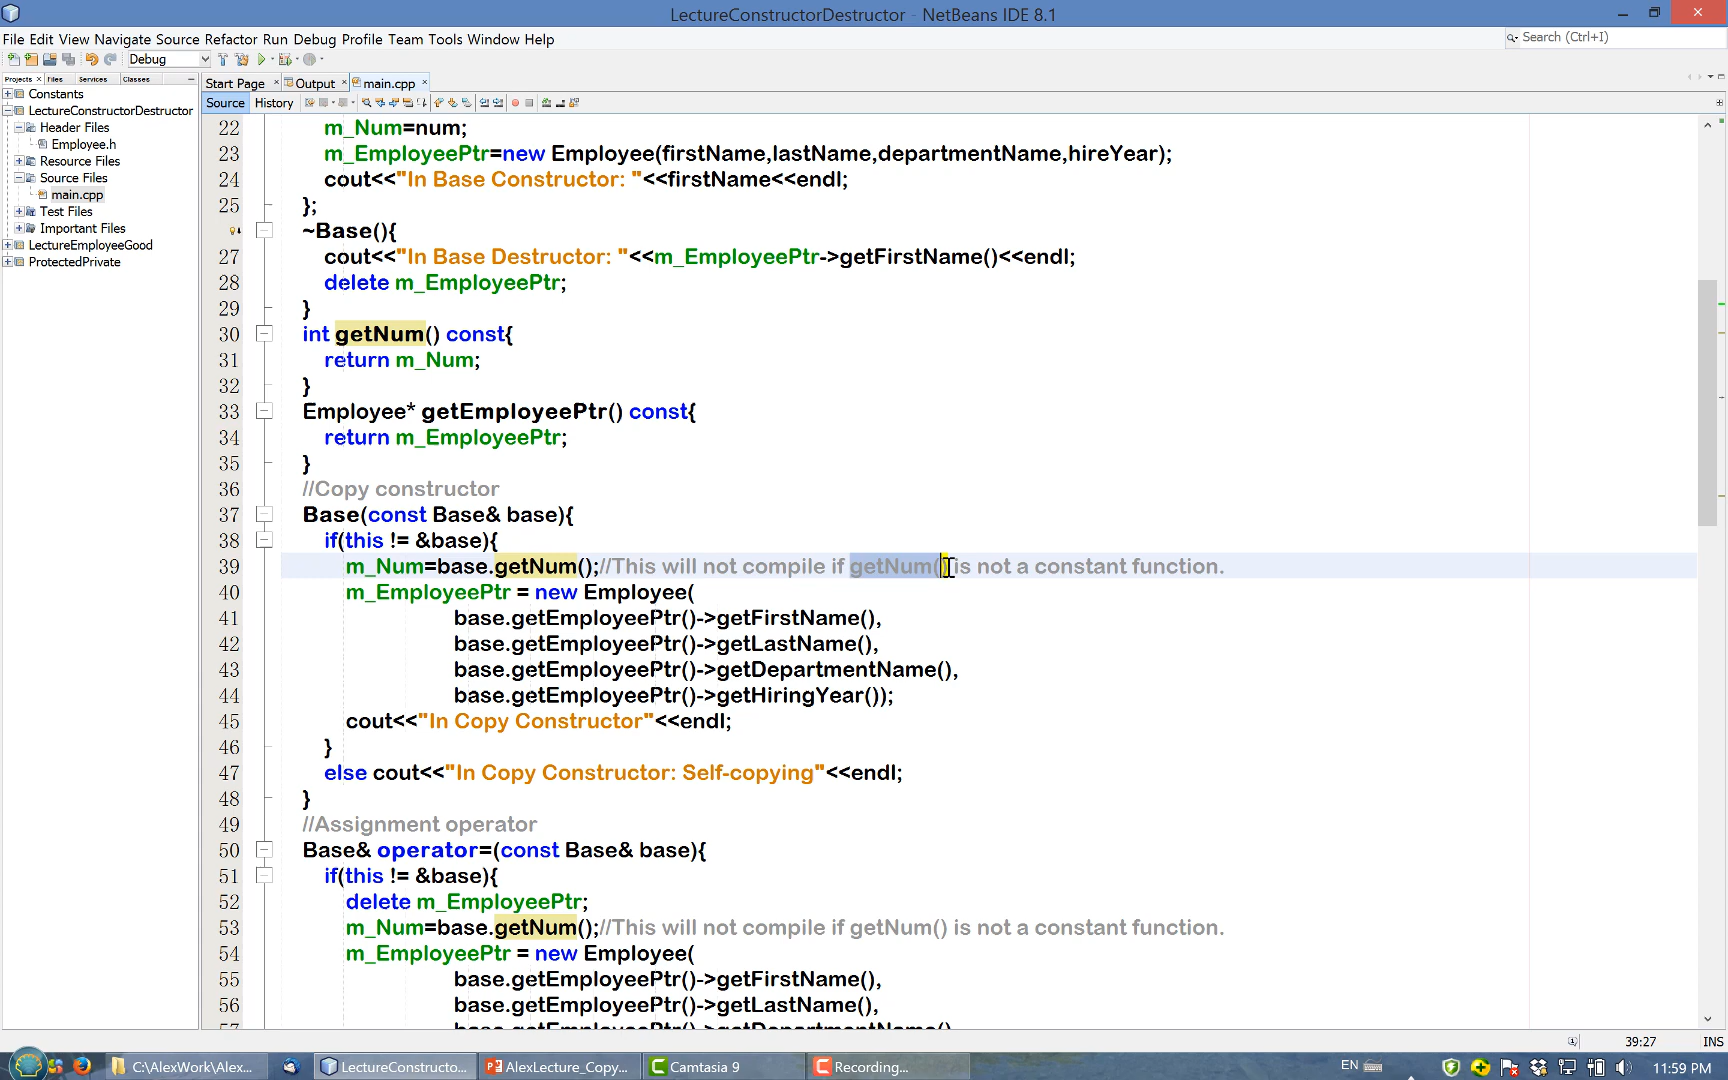 LectureConstructorDestructor - NetBeans IDE 8.1
File Edit View Navigate Source Refactor Run Debug Profile Team Tools Window Help
Search (Ctrl+I)
Debug
Projects Files Services Classes
Start Page Output main.cpp
Source History
Constants
LectureConstructorDestructor
Header Files
Employee.h
Resource Files
Source Files
main.cpp
Test Files
Important Files
LectureEmployeeGood
ProtectedPrivate
22 m_Num=num;
23 m_EmployeePtr=new Employee(firstName,lastName,departmentName,hireYear);
24 cout<<"In Base Constructor: "<<firstName<<endl;
25 };
~Base(){
27 cout<<"In Base Destructor: "<<m_EmployeePtr->getFirstName()<<endl;
28 delete m_EmployeePtr;
29 }
30 int getNum() const{
31 return m_Num;
32 }
33 Employee* getEmployeePtr() const{
34 return m_EmployeePtr;
35 }
36 //Copy constructor
37 Base(const Base& base){
38 if(this != &base){
39 m_Num=base.getNum();//This will not compile if getNum() is not a constant function.
40 m_EmployeePtr = new Employee(
41 base.getEmployeePtr()->getFirstName(),
42 base.getEmployeePtr()->getLastName(),
43 base.getEmployeePtr()->getDepartmentName(),
44 base.getEmployeePtr()->getHiringYear());
45 cout<<"In Copy Constructor"<<endl;
46 }
47 else cout<<"In Copy Constructor: Self-copying"<<endl;
48 }
49 //Assignment operator
50 Base& operator=(const Base& base){
51 if(this != &base){
52 delete m_EmployeePtr;
53 m_Num=base.getNum();//This will not compile if getNum() is not a constant function.
54 m_EmployeePtr = new Employee(
55 base.getEmployeePtr()->getFirstName(),
56 base.getEmployeePtr()->getLastName(),
57 base.getEmployeePtr()->getDepartmentName()
39:27 INS
C:\AlexWork\Alex... LectureConstructo... AlexLecture_Copy... Camtasia 9 Recording... EN 11:59 PM